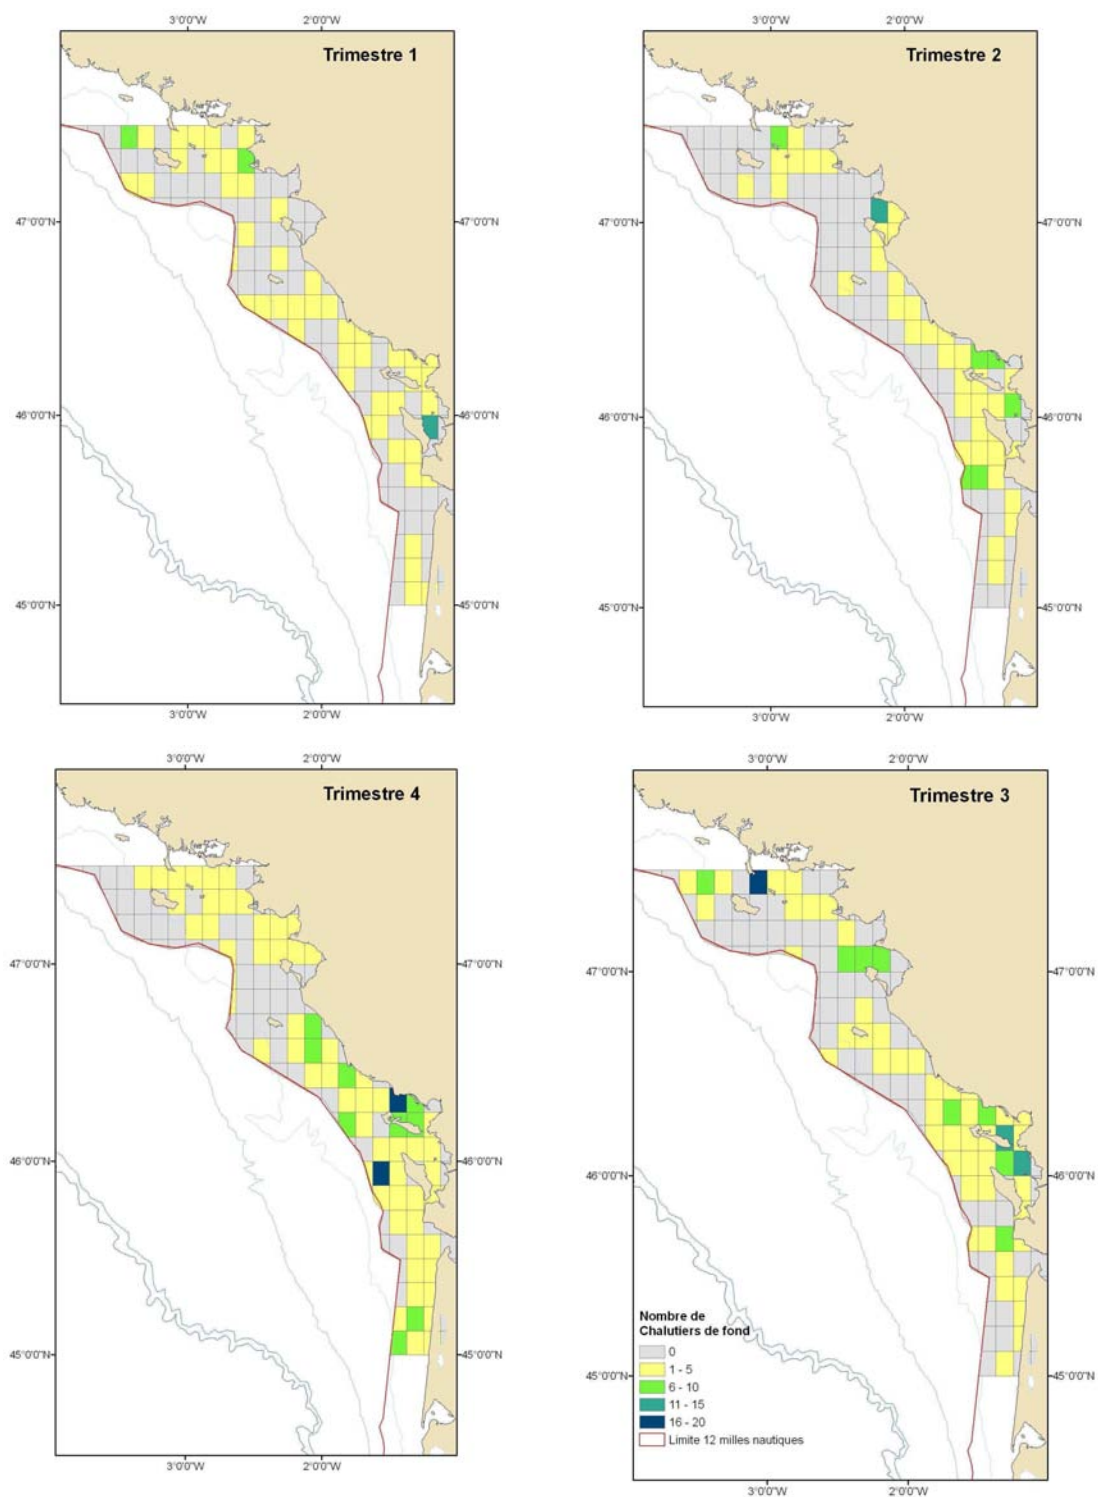 3°0'0"W 2°0'0"W
Trimestre 1
47°0'0"N 47°0'0"N
46°0'0"N 46°0'0"N
45°0'0"N 45°0'0"N
3°0'0"W 2°0'0"W
3°0'0"W 2°0'0"W
Trimestre 2
47°0'0"N 47°0'0"N
46°0'0"N 46°0'0"N
45°0'0"N 45°0'0"N
3°0'0"W 2°0'0"W
3°0'0"W 2°0'0"W
Trimestre 4
47°0'0"N 47°0'0"N
46°0'0"N 46°0'0"N
45°0'0"N 45°0'0"N
3°0'0"W 2°0'0"W
3°0'0"W 2°0'0"W
Trimestre 3
47°0'0"N 47°0'0"N
46°0'0"N 46°0'0"N
Nombre de
Chalutiers de fond
0
1 - 5
6 - 10
11 - 15
16 - 20
Limite 12 milles nautiques
45°0'0"N 45°0'0"N
3°0'0"W 2°0'0"W